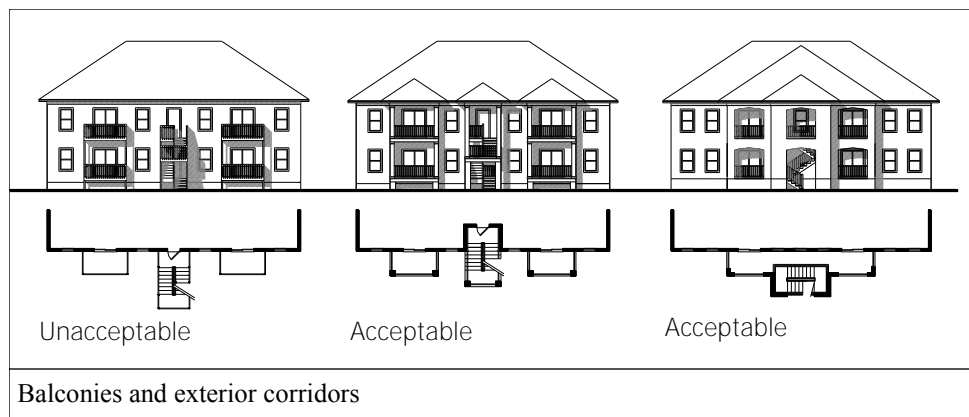 Unacceptable
Acceptable
Acceptable
Balconies and exterior corridors